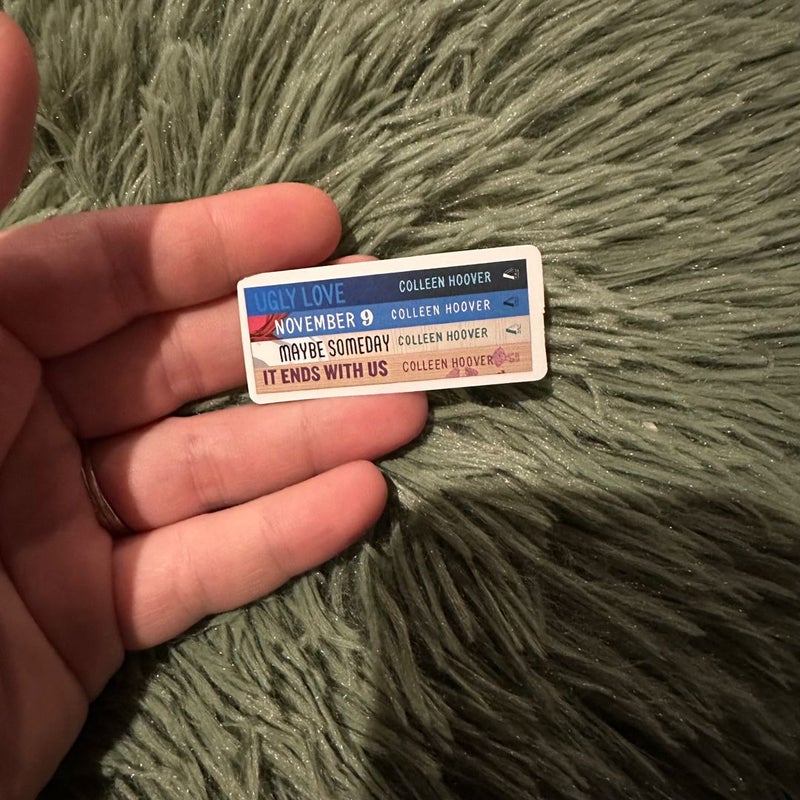 UGLY LOVE COLLEEN HOOVER
NOVEMBER 9 COLLEEN HOOVER
MAYBE SOMEDAY COLLEEN HOOVER
IT ENDS WITH US COLLEEN HOOVER